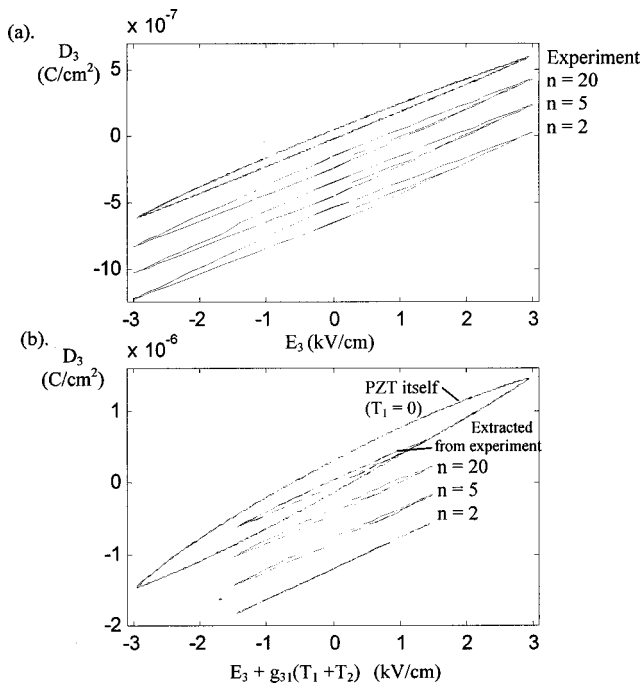 (a).
× 10⁻⁷
D₃
(C/cm²)
5
0
-5
-10
Experiment
n = 20
n = 5
n = 2
-3 -2 -1 0 1 2 3
E₃ (kV/cm)
(b).
× 10⁻⁶
D₃
(C/cm²)
1
0
-1
-2
PZT itself
(T₁ = 0)
Extracted
from experiment
n = 20
n = 5
n = 2
-3 -2 -1 0 1 2 3
E₃ + g₃₁(T₁ +T₂) (kV/cm)